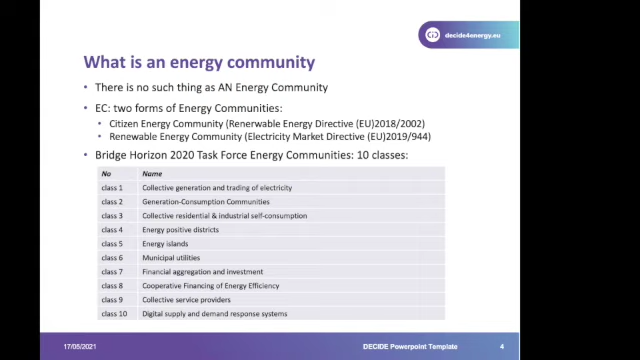 decide4energy.eu
What is an energy community
• There is no such thing as AN Energy Community
• EC: two forms of Energy Communities:
• Citizen Energy Community (Renerwable Energy Directive (EU)2018/2002)
• Renewable Energy Community (Electricity Market Directive (EU)2019/944)
• Bridge Horizon 2020 Task Force Energy Communities: 10 classes:
No Name
class 1 Collective generation and trading of electricity
class 2 Generation-Consumption Communities
class 3 Collective residential & industrial self-consumption
class 4 Energy positive districts
class 5 Energy islands
class 6 Municipal utilities
class 7 Financial aggregation and investment
class 8 Cooperative Financing of Energy Efficiency
class 9 Collective service providers
class 10 Digital supply and demand response systems
17/05/2021 DECIDE Powerpoint Template 4